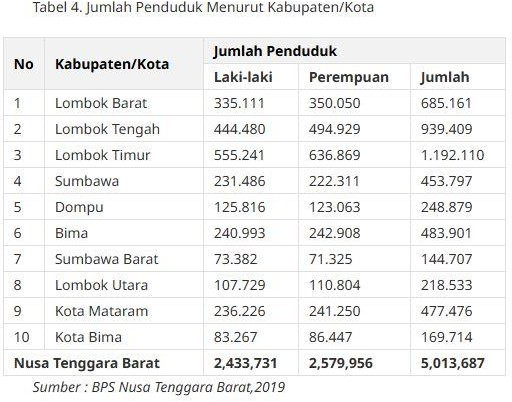 Tabel 4. Jumlah Penduduk Menurut Kabupaten/Kota
No Kabupaten/Kota Jumlah Penduduk
Laki-laki Perempuan Jumlah
1 Lombok Barat 335.111 350.050 685.161
2 Lombok Tengah 444.480 494.929 939.409
3 Lombok Timur 555.241 636.869 1.192.110
4 Sumbawa 231.486 222.311 453.797
5 Dompu 125.816 123.063 248.879
6 Bima 240.993 242.908 483.901
7 Sumbawa Barat 73.382 71.325 144.707
8 Lombok Utara 107.729 110.804 218.533
9 Kota Mataram 236.226 241.250 477.476
10 Kota Bima 83.267 86.447 169.714
Nusa Tenggara Barat 2,433,731 2,579,956 5,013,687
Sumber : BPS Nusa Tenggara Barat,2019